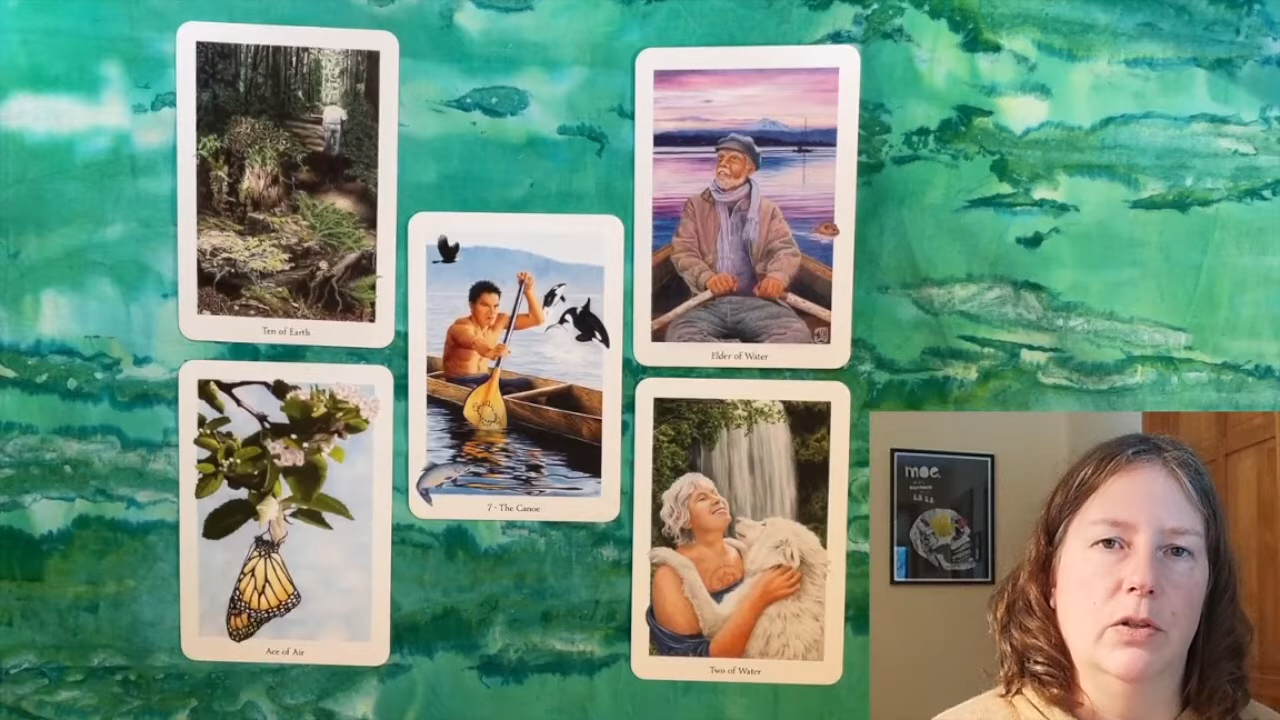 Ten of Earth
Elder of Water
7 · The Canoe
Ace of Air
Two of Water
moe.